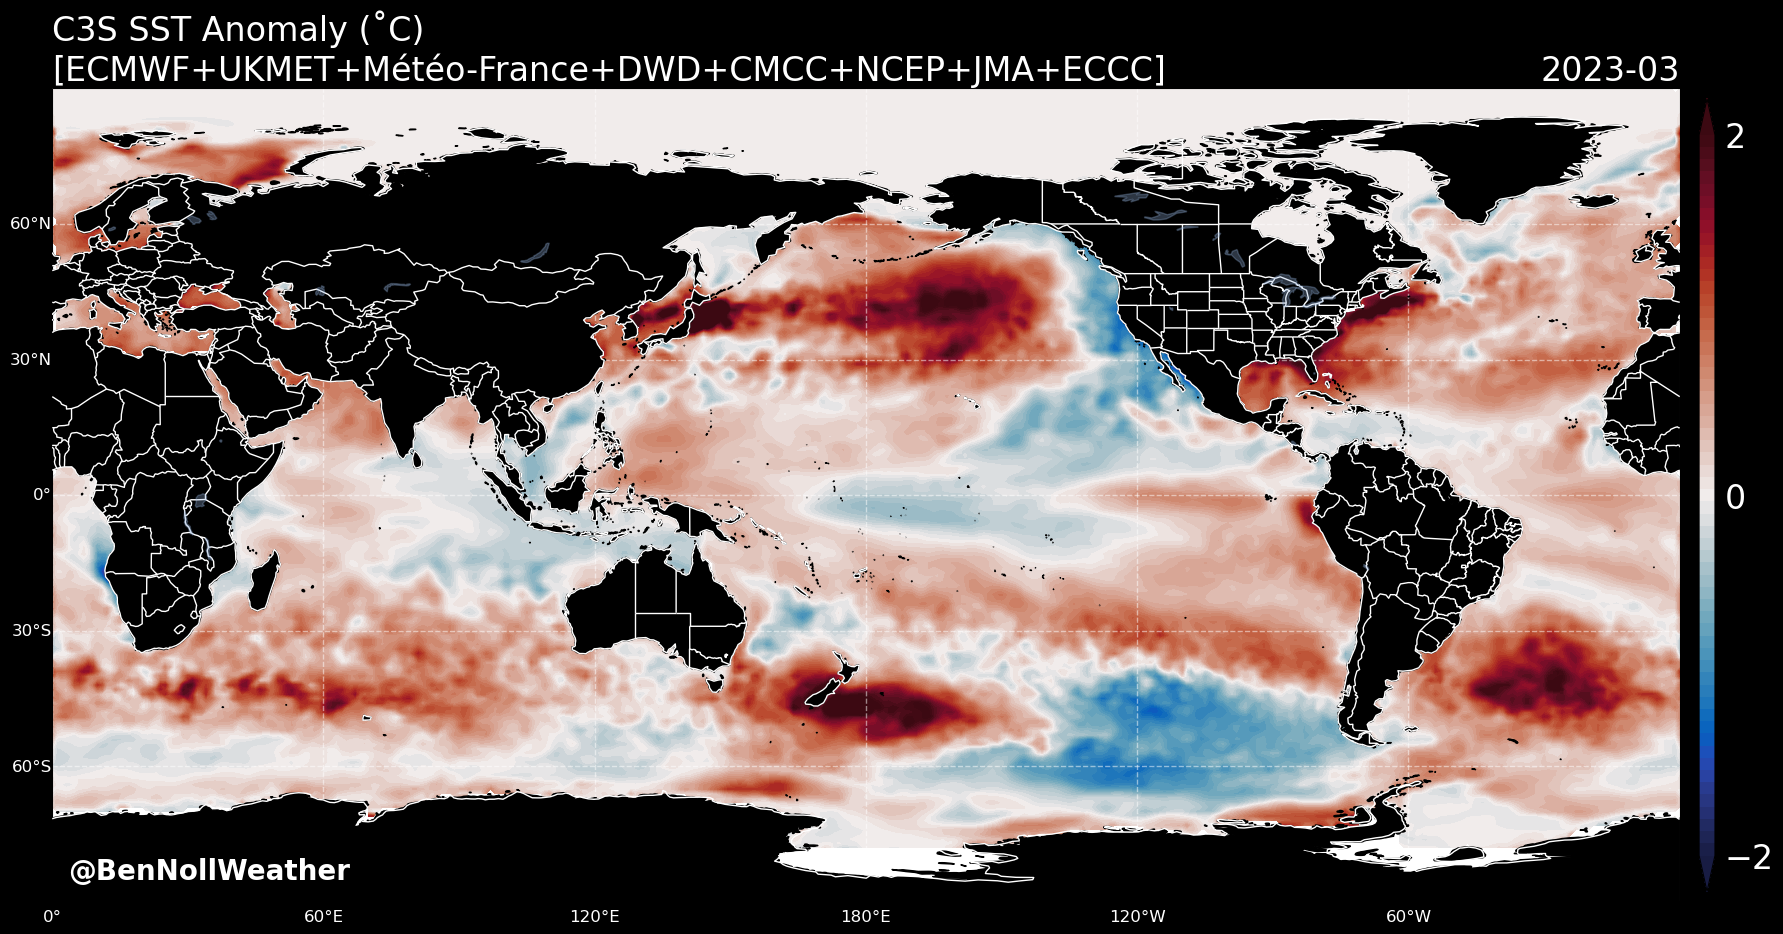 C3S SST Anomaly (˚C)
[ECMWF+UKMET+Météo-France+DWD+CMCC+NCEP+JMA+ECCC]
2023-03
2
60°N
30°N
0°
0
30°S
60°S
−2
@BenNollWeather
0°
60°E
120°E
180°E
120°W
60°W